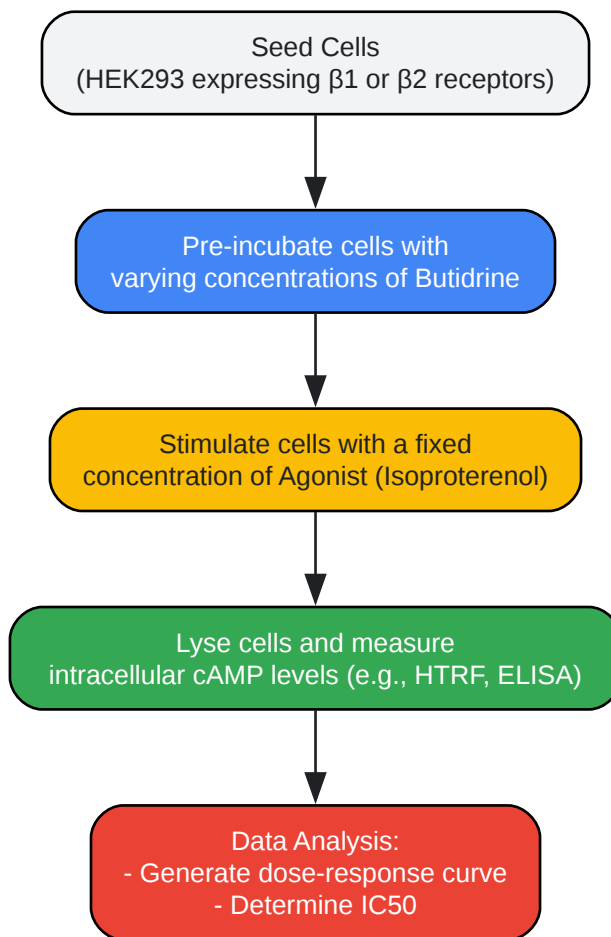 Seed Cells
(HEK293 expressing β1 or β2 receptors)
Pre-incubate cells with
varying concentrations of Butidrine
Stimulate cells with a fixed
concentration of Agonist (Isoproterenol)
Lyse cells and measure
intracellular cAMP levels (e.g., HTRF, ELISA)
Data Analysis:
- Generate dose-response curve
- Determine IC50